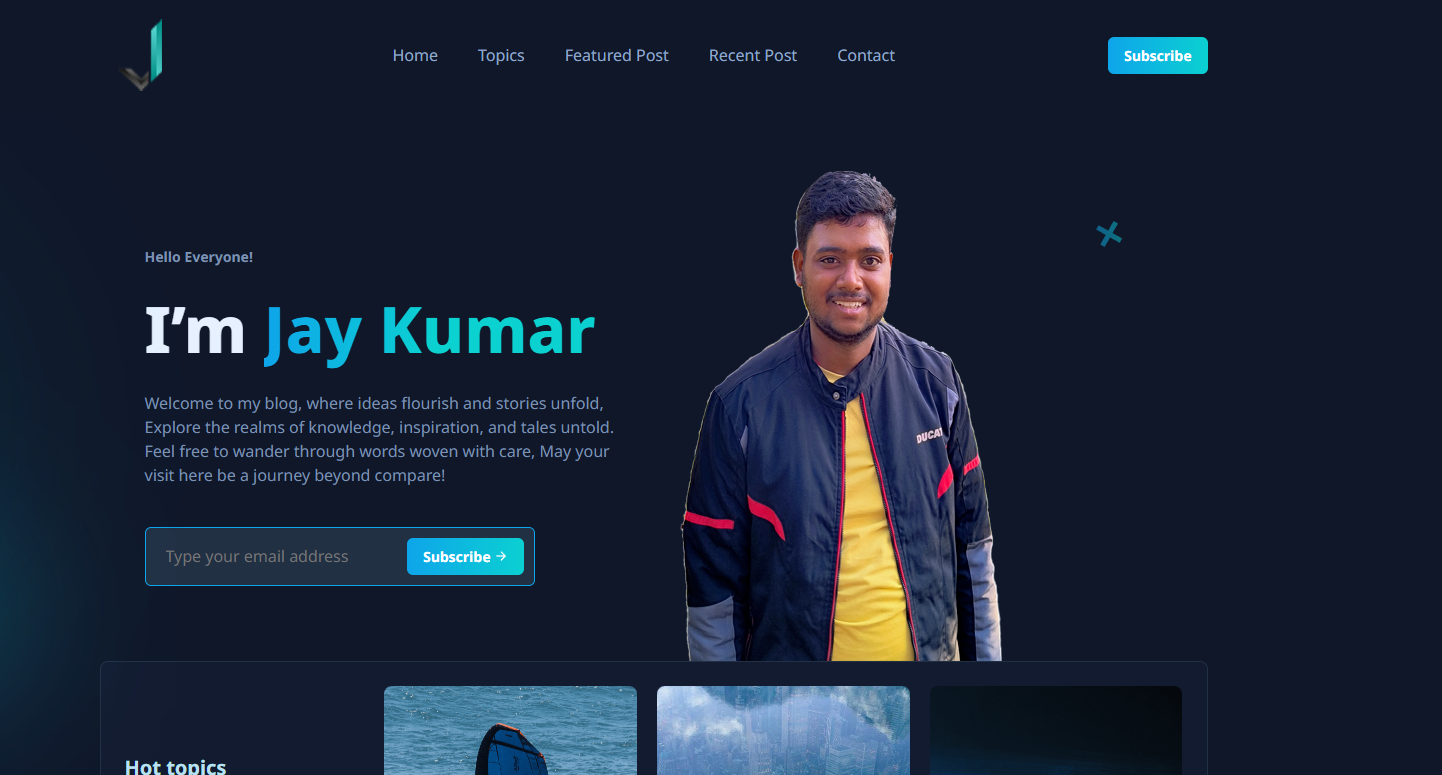 Home
Topics
Featured Post
Recent Post
Contact
Subscribe
Hello Everyone!
I’m Jay Kumar
Welcome to my blog, where ideas flourish and stories unfold,
Explore the realms of knowledge, inspiration, and tales untold.
Feel free to wander through words woven with care, May your
visit here be a journey beyond compare!
Type your email address
Subscribe →
DUCAT
Hot topics